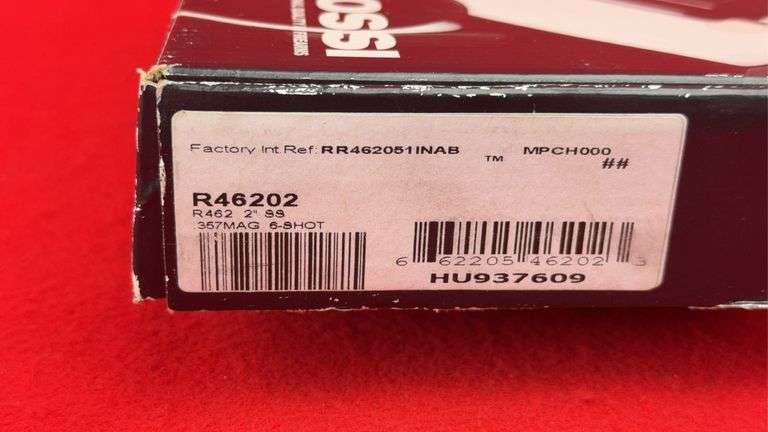 OSSI
Factory Int Ref: RR462051INAB ™ MPCH000
##
R46202
R462 2" SS
357MAG 6-SHOT
6 62205 46202 3
HU937609